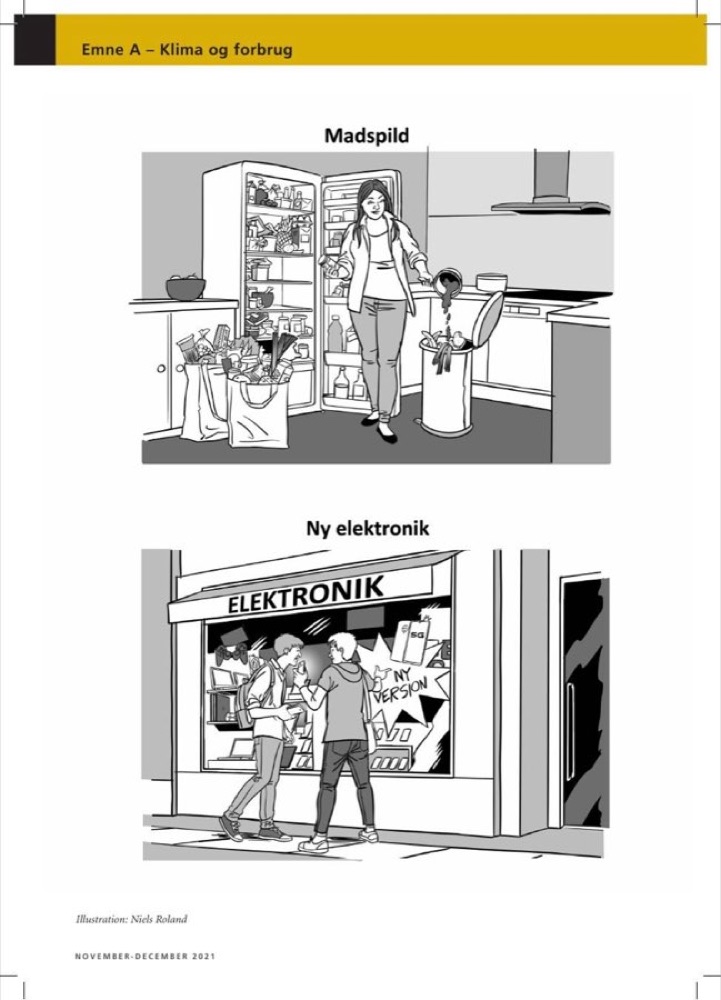 Emne A – Klima og forbrug
Madspild
Ny elektronik
ELEKTRONIK
5G
NY
VERSION
Illustration: Niels Roland
NOVEMBER-DECEMBER 2021